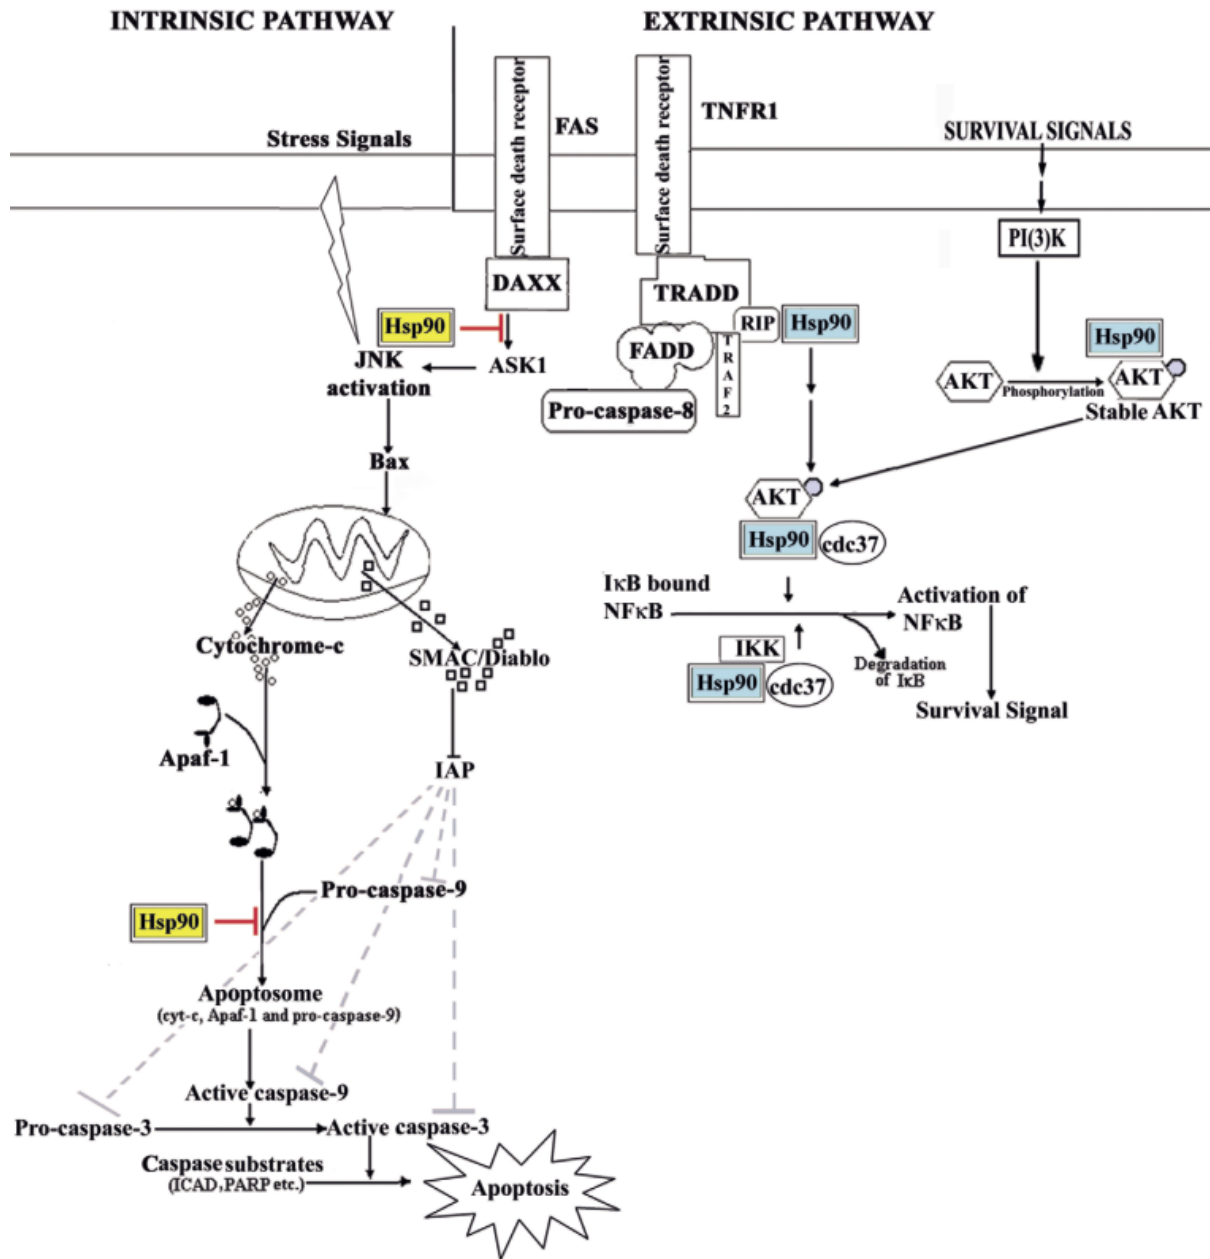 INTRINSIC PATHWAY
EXTRINSIC PATHWAY
Surface death receptor
FAS
Surface death receptor
TNFR1
Stress Signals
SURVIVAL SIGNALS
PI(3)K
DAXX
TRADD
RIP
Hsp90
Hsp90
Hsp90
FADD
TRAF2
JNK
activation
ASK1
AKT
Phosphorylation
AKT
Stable AKT
Pro-caspase-8
Bax
AKT
Hsp90
cdc37
IκB bound
NFκB
Activation of
NFκB
Cytochrome-c
SMAC/Diablo
IKK
Hsp90
cdc37
Degradation
of IκB
Survival Signal
Apaf-1
IAP
Pro-caspase-9
Hsp90
Apoptosome
(cyt-c, Apaf-1 and pro-caspase-9)
Active caspase-9
Pro-caspase-3
Active caspase-3
Caspase substrates
(ICAD,PARP etc.)
Apoptosis